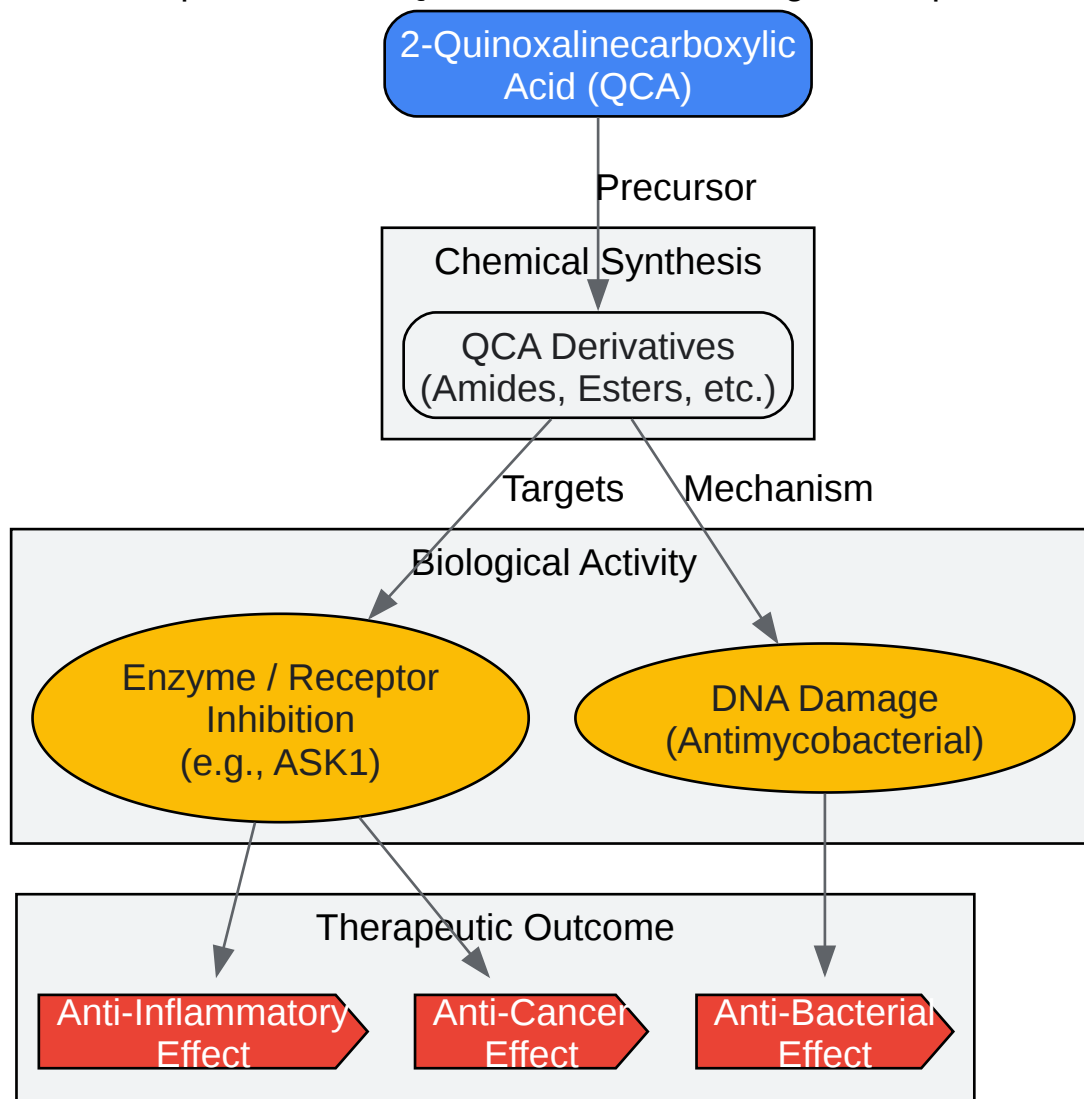 2-Quinoxalinecarboxylic
Acid (QCA)
Precursor
Chemical Synthesis
QCA Derivatives
(Amides, Esters, etc.)
Targets
Mechanism
Biological Activity
Enzyme / Receptor
Inhibition
(e.g., ASK1)
DNA Damage
(Antimycobacterial)
Therapeutic Outcome
Anti-Inflammatory
Effect
Anti-Cancer
Effect
Anti-Bacterial
Effect